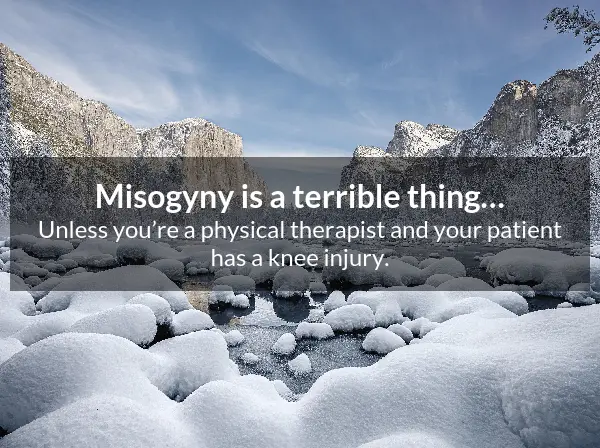 Misogyny is a terrible thing...
Unless you're a physical therapist and your patient
has a knee injury.